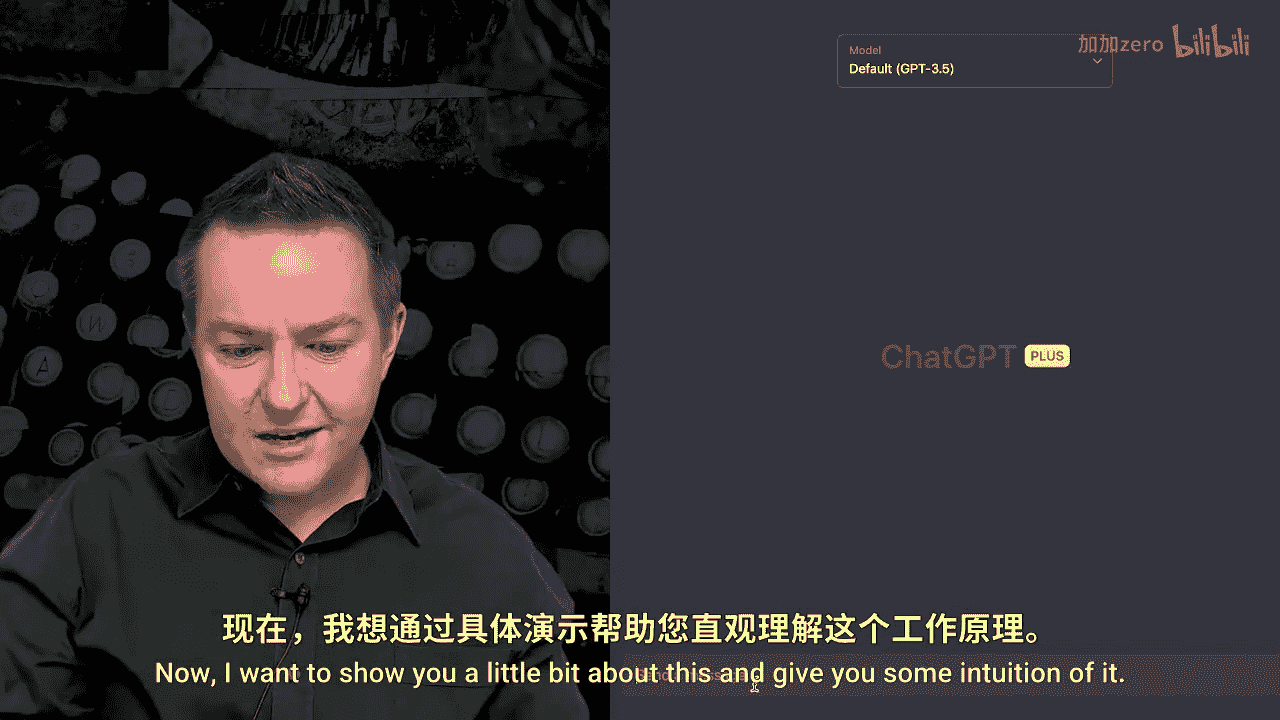 Model
Default (GPT-3.5)
加加zero bilibili
ChatGPT PLUS
现在，我想通过具体演示帮助您直观理解这个工作原理。
Now, I want to show you a little bit about this and give you some intuition of it.